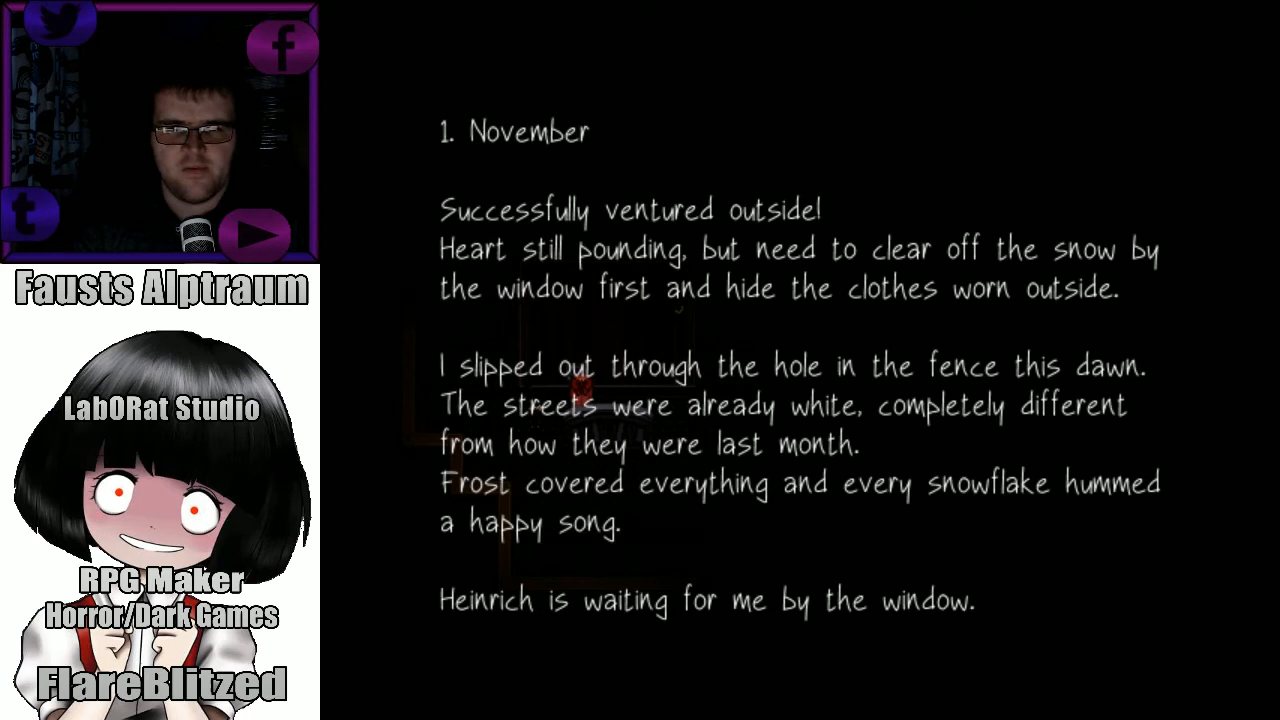 Fausts Alptraum
LabORat Studio
RPG Maker
Horror/Dark Games
FlareBlitzed
1. November
Successfully ventured outside!
Heart still pounding, but need to clear off the snow by
the window first and hide the clothes worn outside.
I slipped out through the hole in the fence this dawn.
The streets were already white, completely different
from how they were last month.
Frost covered everything and every snowflake hummed
a happy song.
Heinrich is waiting for me by the window.